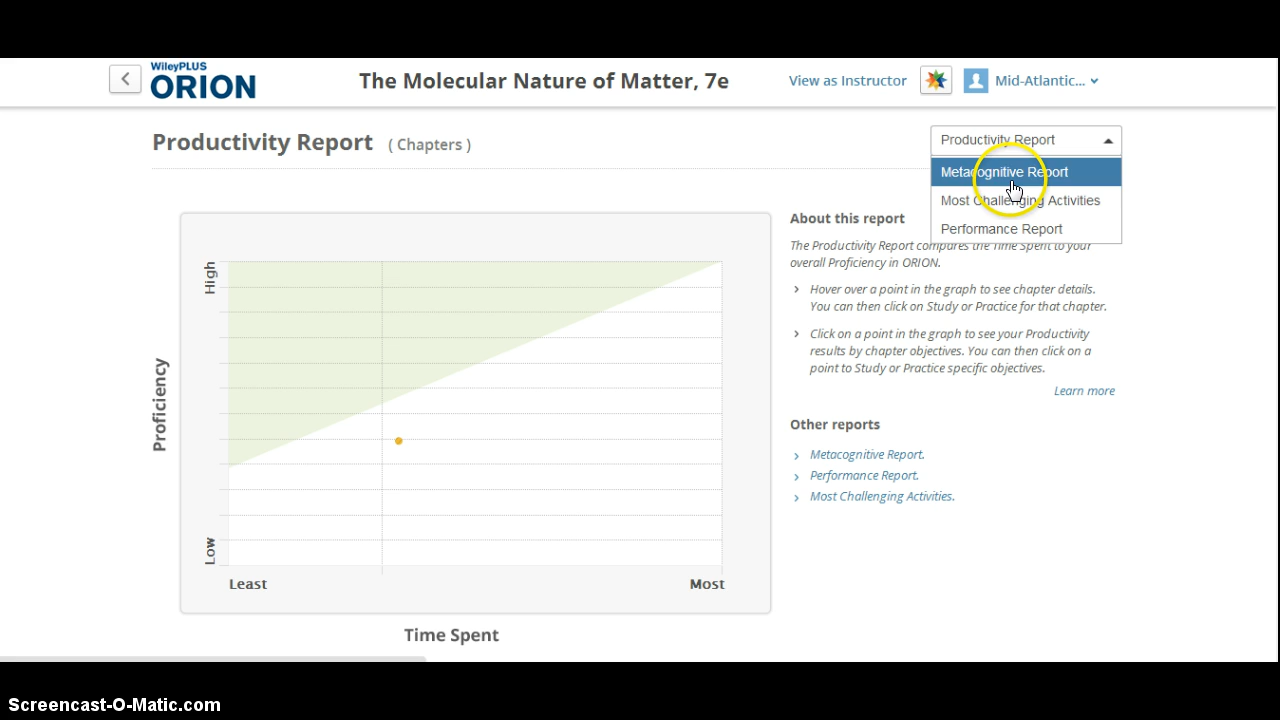 WileyPLUS
ORION
The Molecular Nature of Matter, 7e
View as Instructor
Mid-Atlantic...
Productivity Report ( Chapters )
Productivity Report
Metacognitive Report
Most Challenging Activities
Performance Report
About this report
The Productivity Report compares the Time Spent to your
overall Proficiency in ORION.
Hover over a point in the graph to see chapter details.
You can then click on Study or Practice for that chapter.
Click on a point in the graph to see your Productivity
results by chapter objectives. You can then click on a
point to Study or Practice specific objectives.
Learn more
Other reports
Metacognitive Report.
Performance Report.
Most Challenging Activities.
High
Proficiency
Low
Least
Most
Time Spent
Screencast-O-Matic.com